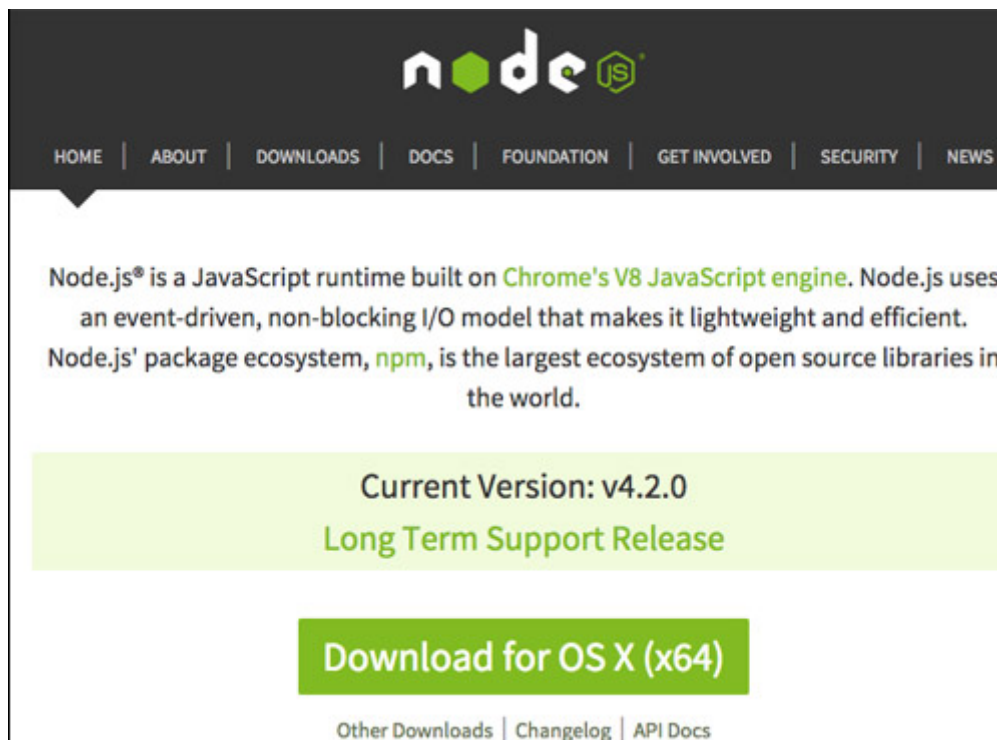 node JS®
HOME | ABOUT | DOWNLOADS | DOCS | FOUNDATION | GET INVOLVED | SECURITY | NEWS
Node.js® is a JavaScript runtime built on Chrome's V8 JavaScript engine. Node.js uses
an event-driven, non-blocking I/O model that makes it lightweight and efficient.
Node.js' package ecosystem, npm, is the largest ecosystem of open source libraries in
the world.
Current Version: v4.2.0
Long Term Support Release
Download for OS X (x64)
Other Downloads | Changelog | API Docs